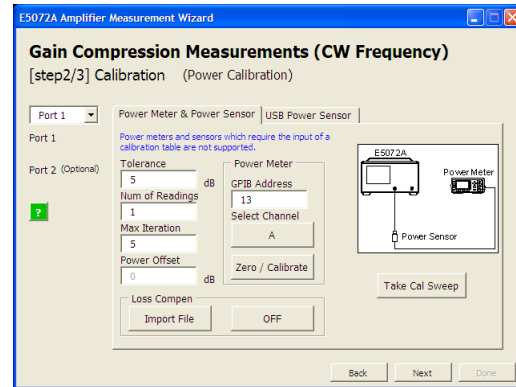 E5072A Amplifier Measurement Wizard
Gain Compression Measurements (CW Frequency)
[step2/3] Calibration (Power Calibration)
Port 1
Port 1
Port 2 (Optional)
?
Power Meter & Power Sensor
USB Power Sensor
Power meters and sensors which require the input of a
calibration table are not supported.
Tolerance
5 dB
Num of Readings
1
Max Iteration
5
Power Offset
0 dB
Power Meter
GPIB Address
13
Select Channel
A
Zero / Calibrate
Loss Compen
Import File
OFF
E5072A
Power Meter
Power Sensor
Take Cal Sweep
Back
Next
Done